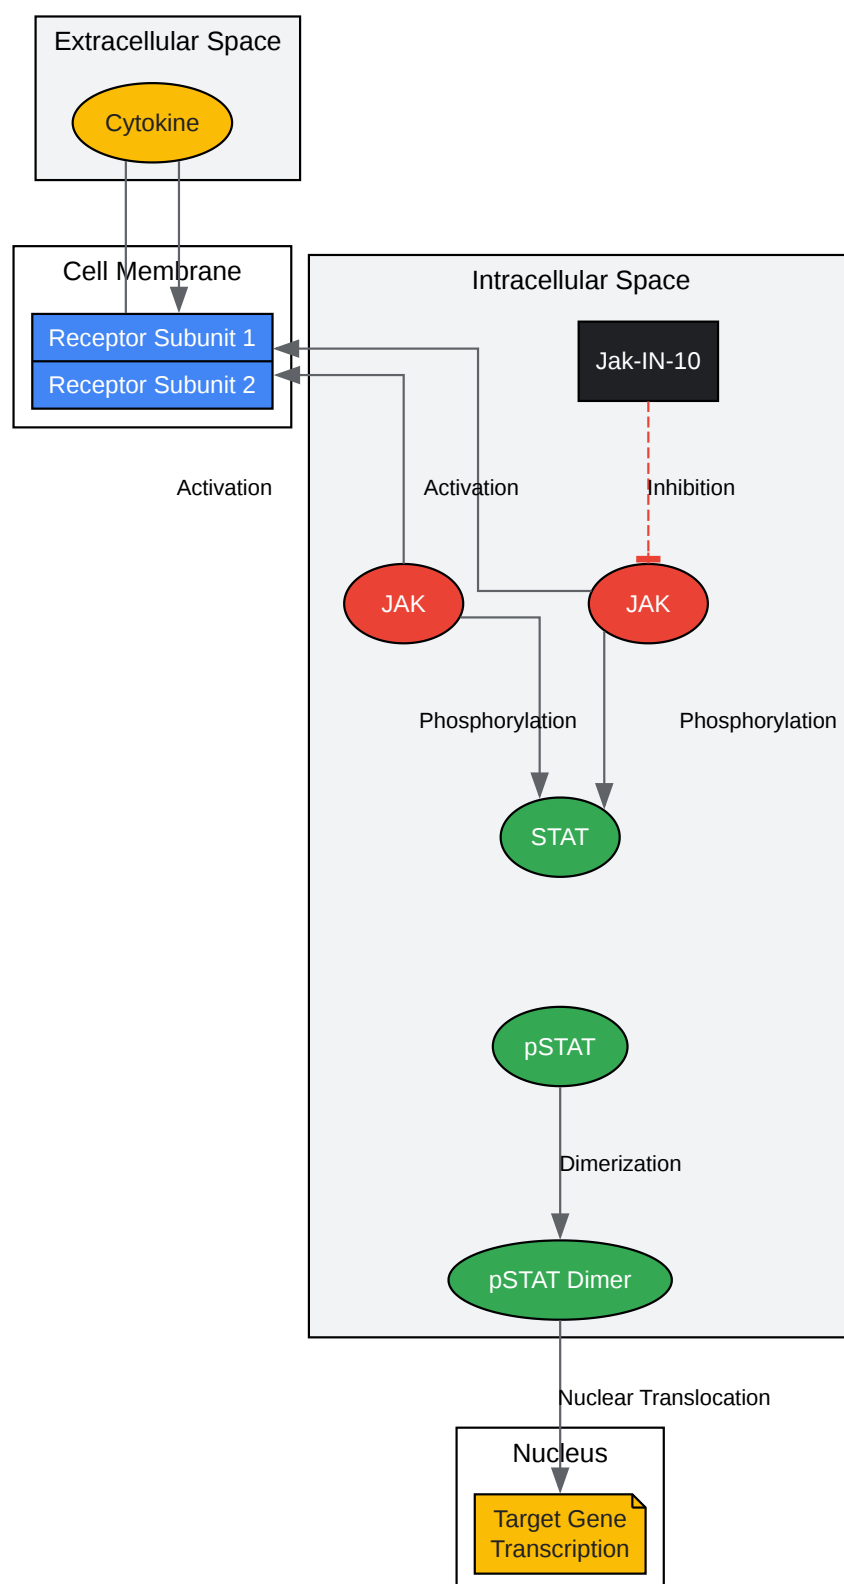 Extracellular Space
Cytokine
Cell Membrane
Receptor Subunit 1
Receptor Subunit 2
Intracellular Space
Jak-IN-10
Activation
Activation
Inhibition
JAK
JAK
Phosphorylation
Phosphorylation
STAT
pSTAT
Dimerization
pSTAT Dimer
Nuclear Translocation
Nucleus
Target Gene
Transcription